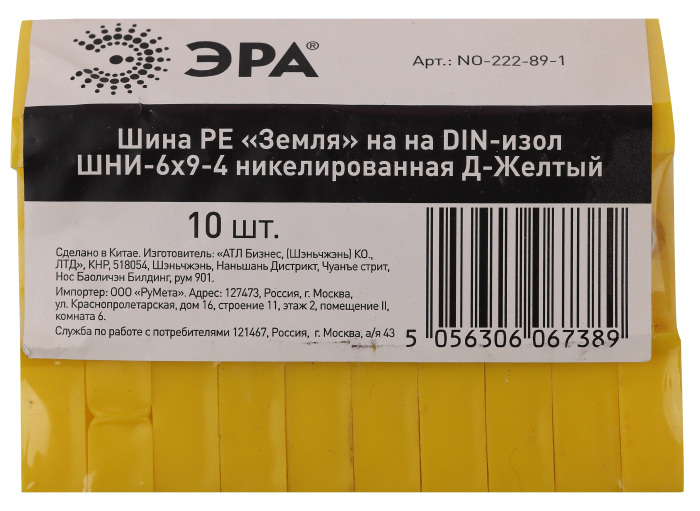 ЭРА®
Арт.: NO-222-89-1
Шина PE «Земля» на на DIN-изол
ШНИ-6х9-4 никелированная Д-Желтый
10 шт.
Сделано в Китае. Изготовитель: «АТЛ Бизнес, (Шэньчжэнь) КО.,
ЛТД», КНР, 518054, Шэньчжэнь, Наньшань Дистрикт, Чуанъе стрит,
Нос Баоличэн Билдинг, рум 901.
Импортер: ООО «РуМета». Адрес: 127473, Россия, г. Москва,
ул. Краснопролетарская, дом 16, строение 11, этаж 2, помещение II,
комната 6.
Служба по работе с потребителями 121467, Россия, г. Москва, а/я 43
5 056306 067389